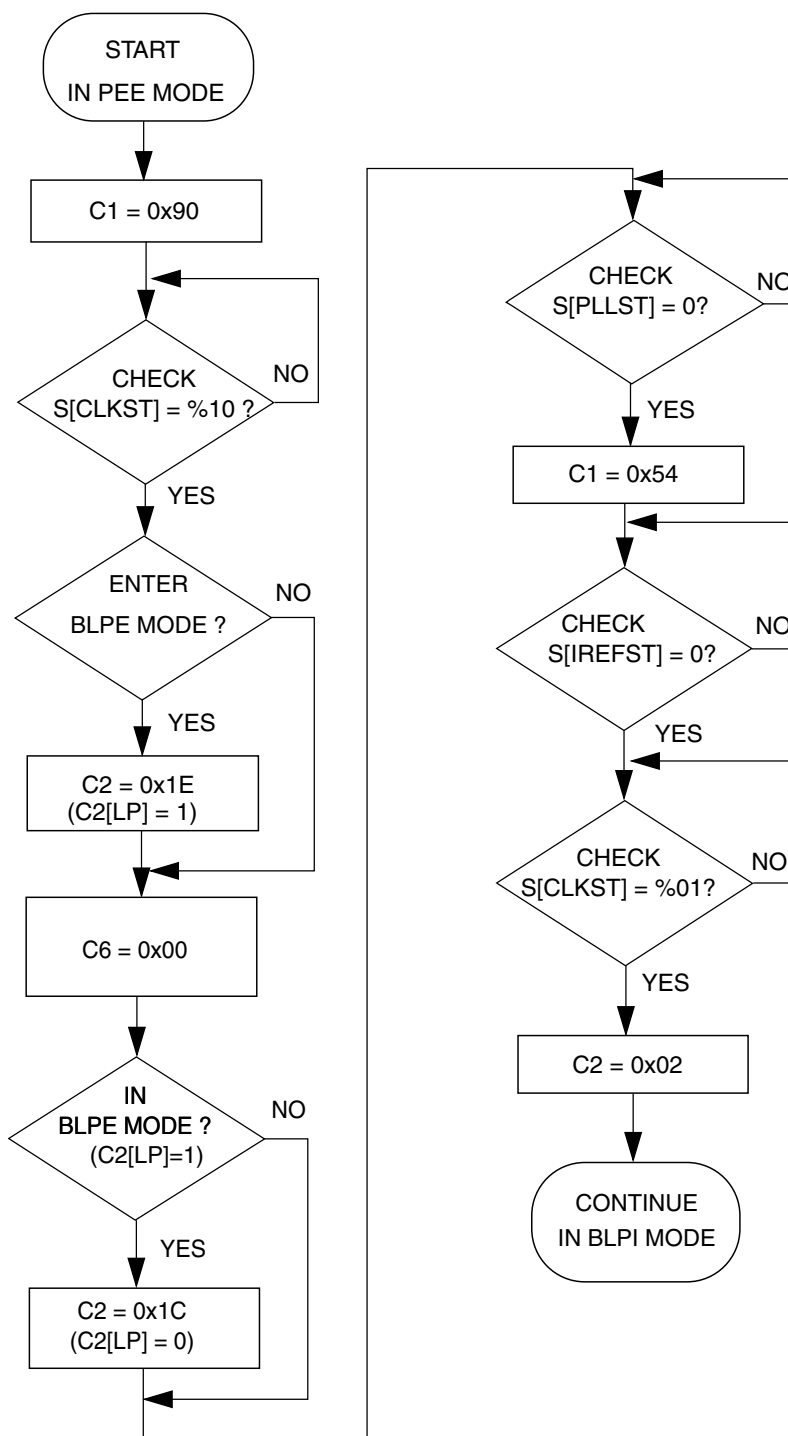 START
IN PEE MODE
C1 = 0x90
CHECK
S[CLKST] = %10 ?
NO
YES
ENTER
BLPE MODE ?
NO
YES
C2 = 0x1E
(C2[LP] = 1)
C6 = 0x00
IN
BLPE MODE ?
(C2[LP]=1)
NO
YES
C2 = 0x1C
(C2[LP] = 0)
CHECK
S[PLLST] = 0?
NO
YES
C1 = 0x54
CHECK
S[IREFST] = 0?
NO
YES
CHECK
S[CLKST] = %01?
NO
YES
C2 = 0x02
CONTINUE
IN BLPI MODE